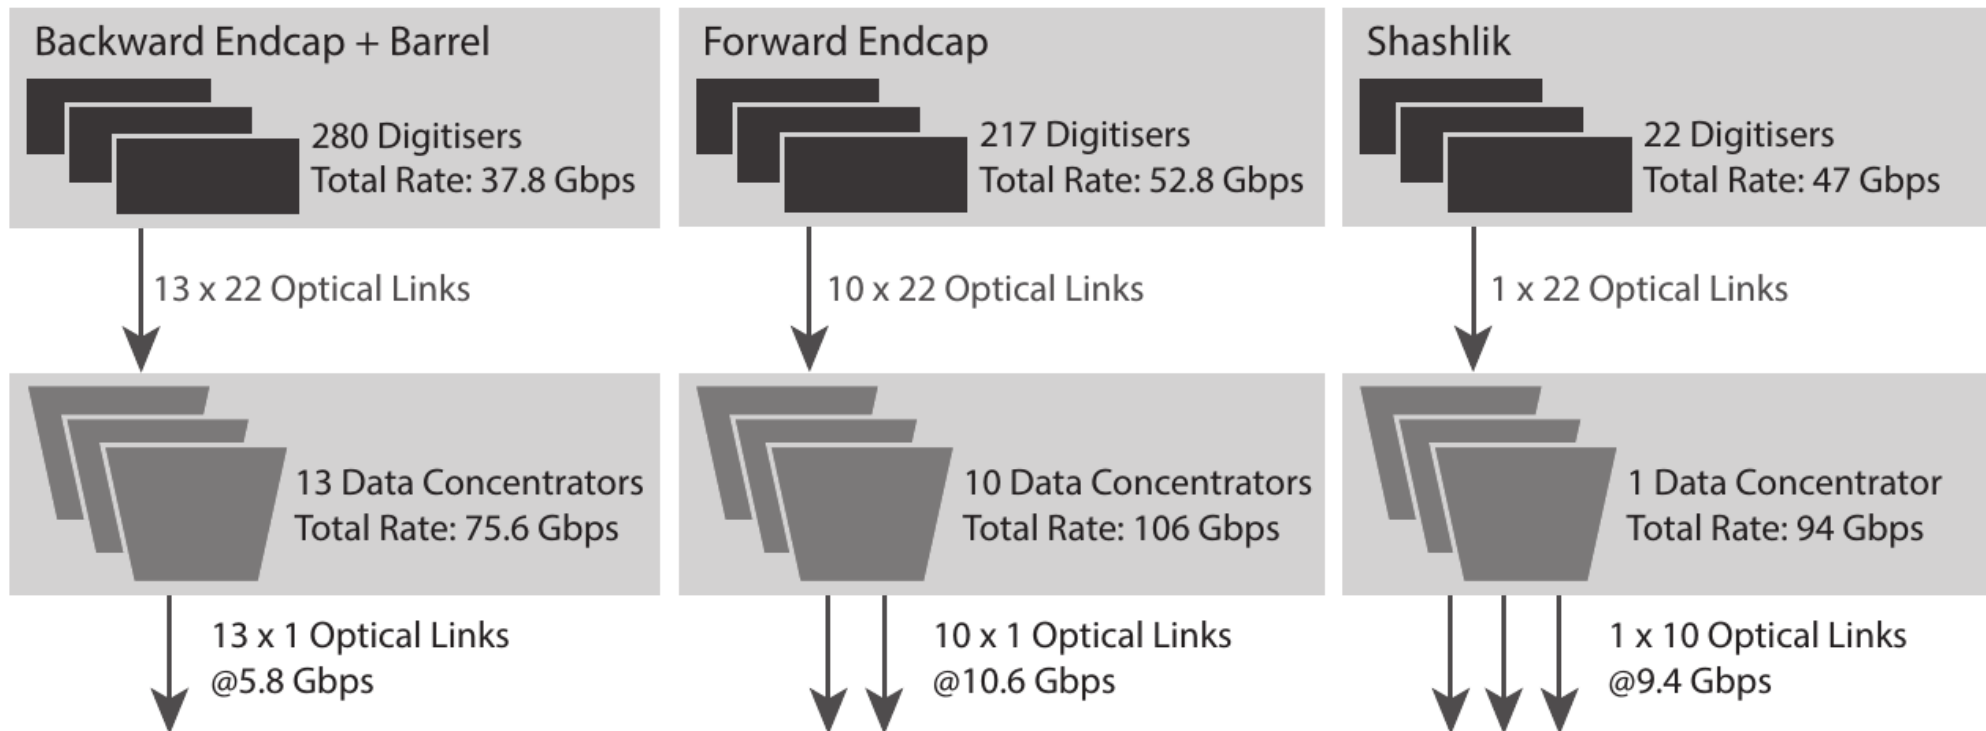 Backward Endcap + Barrel
280 Digitisers
Total Rate: 37.8 Gbps
13 x 22 Optical Links
13 Data Concentrators
Total Rate: 75.6 Gbps
13 x 1 Optical Links
@5.8 Gbps
Forward Endcap
217 Digitisers
Total Rate: 52.8 Gbps
10 x 22 Optical Links
10 Data Concentrators
Total Rate: 106 Gbps
10 x 1 Optical Links
@10.6 Gbps
Shashlik
22 Digitisers
Total Rate: 47 Gbps
1 x 22 Optical Links
1 Data Concentrator
Total Rate: 94 Gbps
1 x 10 Optical Links
@9.4 Gbps